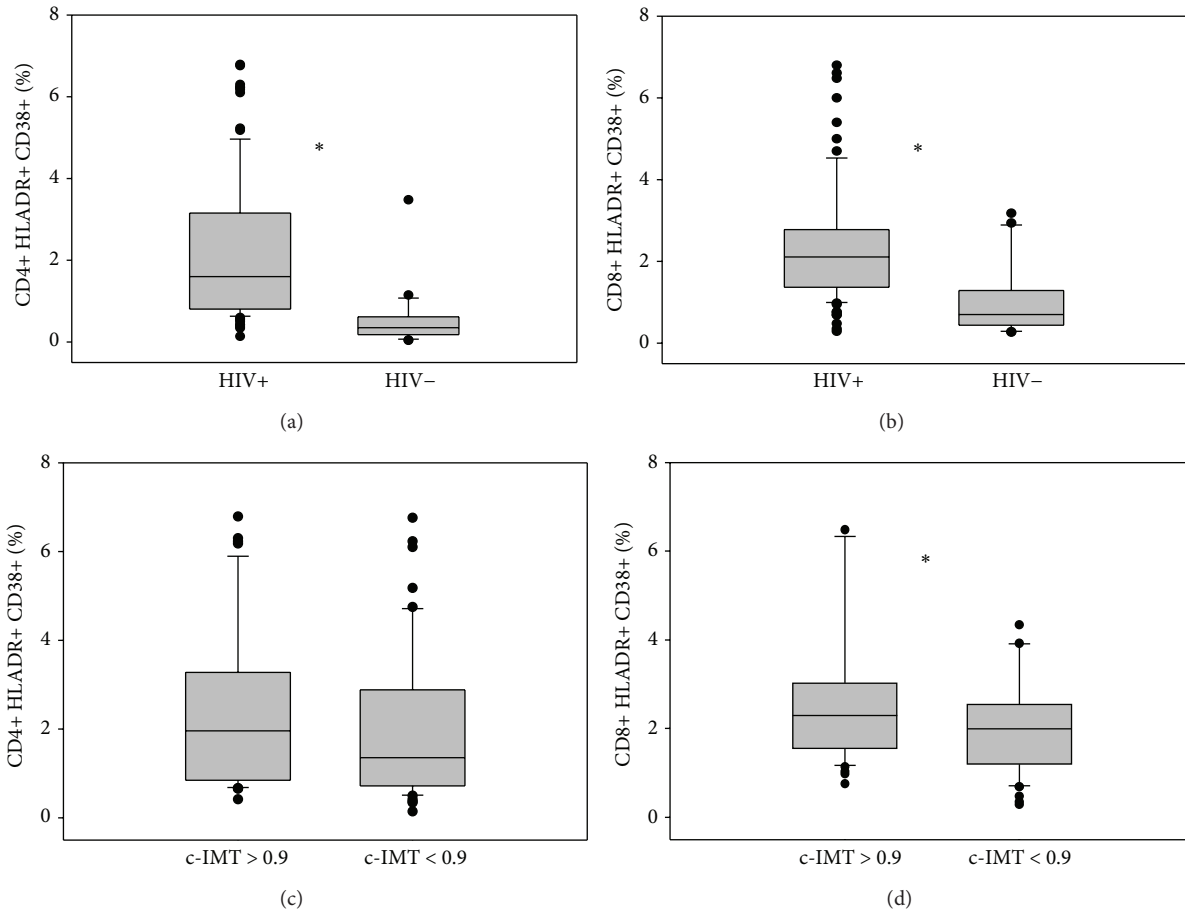 8
6
4
2
0
CD4+ HLADR+ CD38+ (%)
*
HIV+ HIV−
(a)
8
6
4
2
0
CD8+ HLADR+ CD38+ (%)
*
HIV+ HIV−
(b)
8
6
4
2
0
CD4+ HLADR+ CD38+ (%)
c-IMT > 0.9 c-IMT < 0.9
(c)
8
6
4
2
0
CD8+ HLADR+ CD38+ (%)
*
c-IMT > 0.9 c-IMT < 0.9
(d)